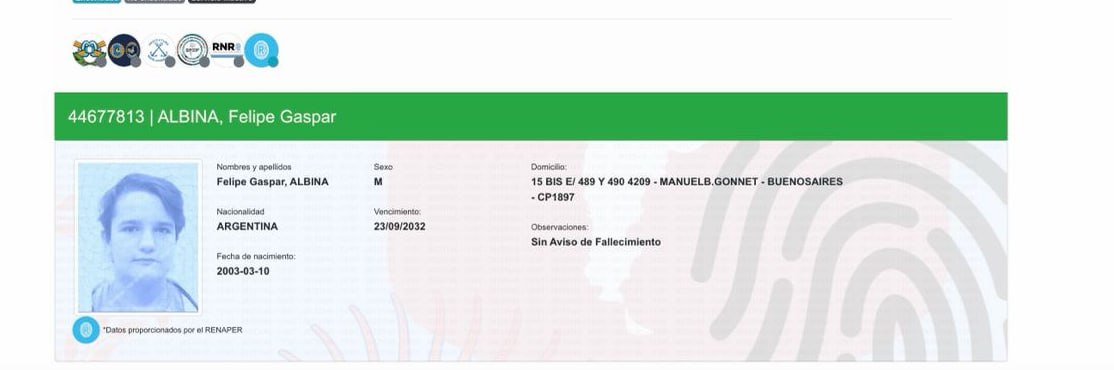 RNR
44677813 | ALBINA, Felipe Gaspar
Nombres y apellidos
Felipe Gaspar, ALBINA
Sexo
M
Domicilio:
15 BIS E/ 489 Y 490 4209 - MANUELB.GONNET - BUENOSAIRES
- CP1897
Nacionalidad
ARGENTINA
Vencimiento:
23/09/2032
Observaciones:
Sin Aviso de Fallecimiento
Fecha de nacimiento:
2003-03-10
*Datos proporcionados por el RENAPER